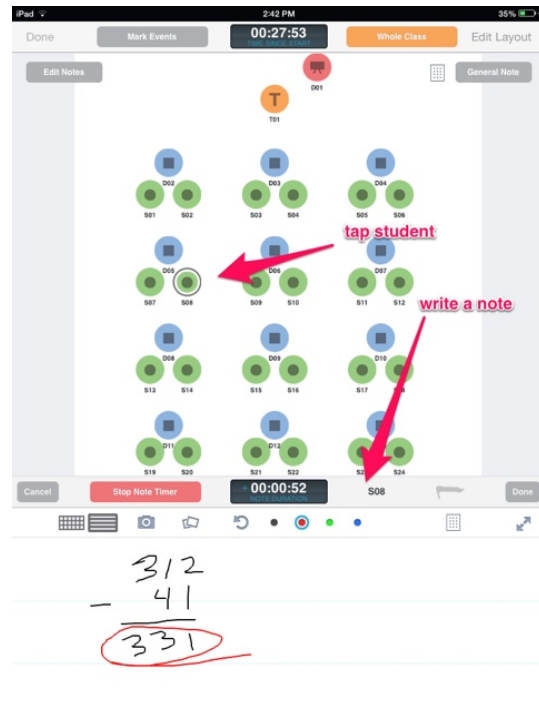 iPad 2:42 PM 35%
Done Mark Events 00:27:53 Whole Class Edit Layout
TIME SINCE START
Edit Notes General Note
D01
T
T01
D02 D03 D04
S01 S02 S03 S04 S05 S06
tap student
D05 D06 D07
S07 S08 S09 S10 S11 S12
write a note
D08 D09 D10
S13 S14 S15 S16 S17
D11 D12
S19 S20 S21 S22 S24
Cancel Stop Note Timer 00:00:52 S08 Done
NOTE DURATION
312
- 41
331